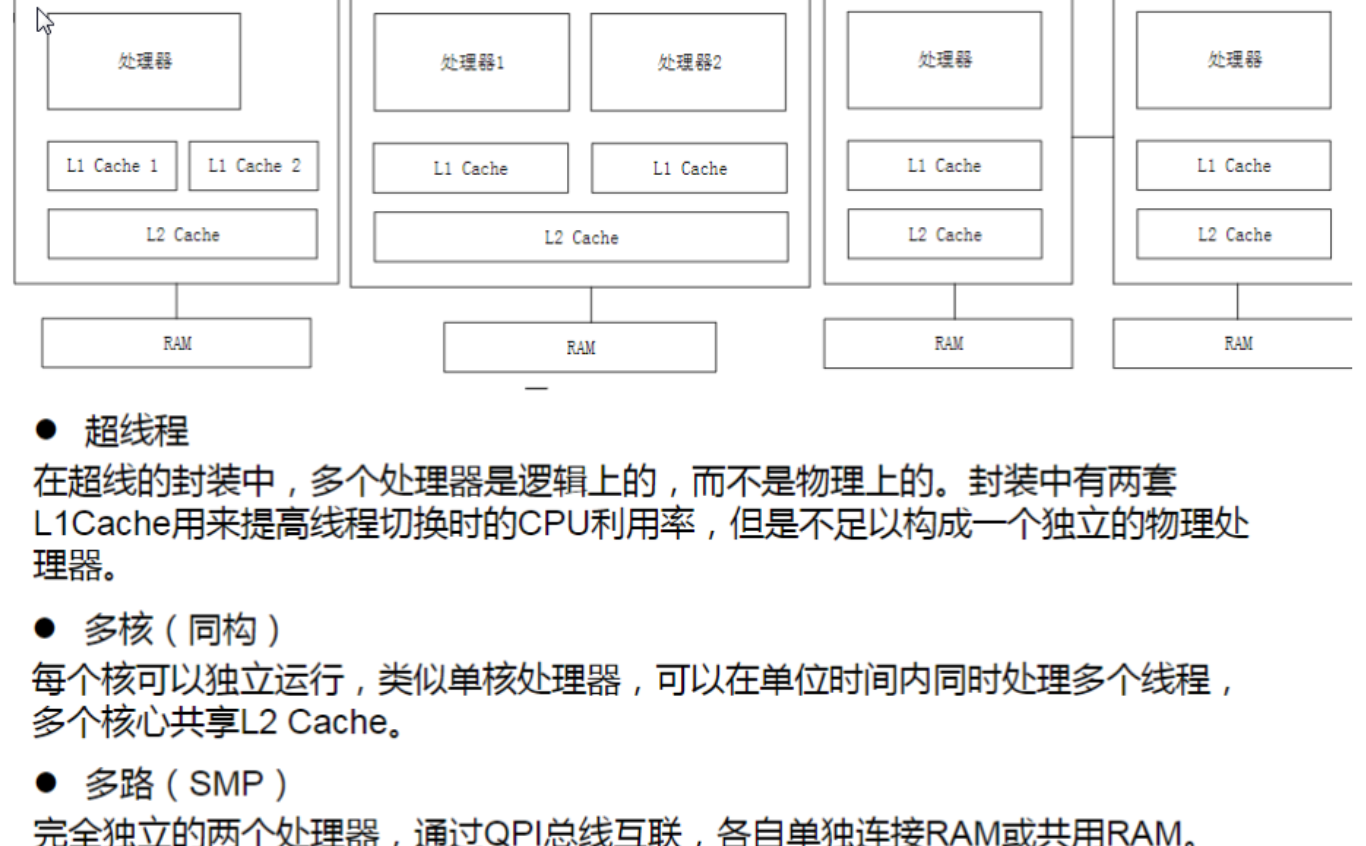 处理器
处理器1
处理器2
处理器
处理器
L1 Cache 1
L1 Cache 2
L1 Cache
L1 Cache
L1 Cache
L1 Cache
L2 Cache
L2 Cache
L2 Cache
L2 Cache
RAM
RAM
RAM
RAM
● 超线程
在超线的封装中，多个处理器是逻辑上的，而不是物理上的。封装中有两套
L1Cache用来提高线程切换时的CPU利用率，但是不足以构成一个独立的物理处
理器。
● 多核（同构）
每个核可以独立运行，类似单核处理器，可以在单位时间内同时处理多个线程，
多个核心共享L2 Cache。
● 多路（SMP）
完全独立的两个处理器，通过QPI总线互联，各自单独连接RAM或共用RAM。